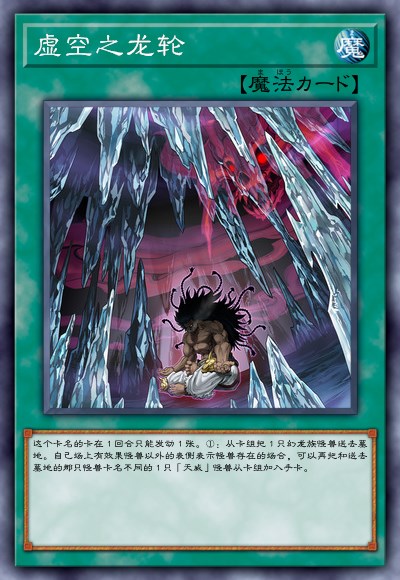 虚空之龙轮
魔
【魔法カード】
ま ほう
这个卡名的卡在1回合只能发动1张。①：从卡组把1只幻龙族怪兽送去墓
地。自己场上有效果怪兽以外的表侧表示怪兽存在的场合，可以再把和送去
墓地的那只怪兽卡名不同的1只「天威」怪兽从卡组加入手卡。